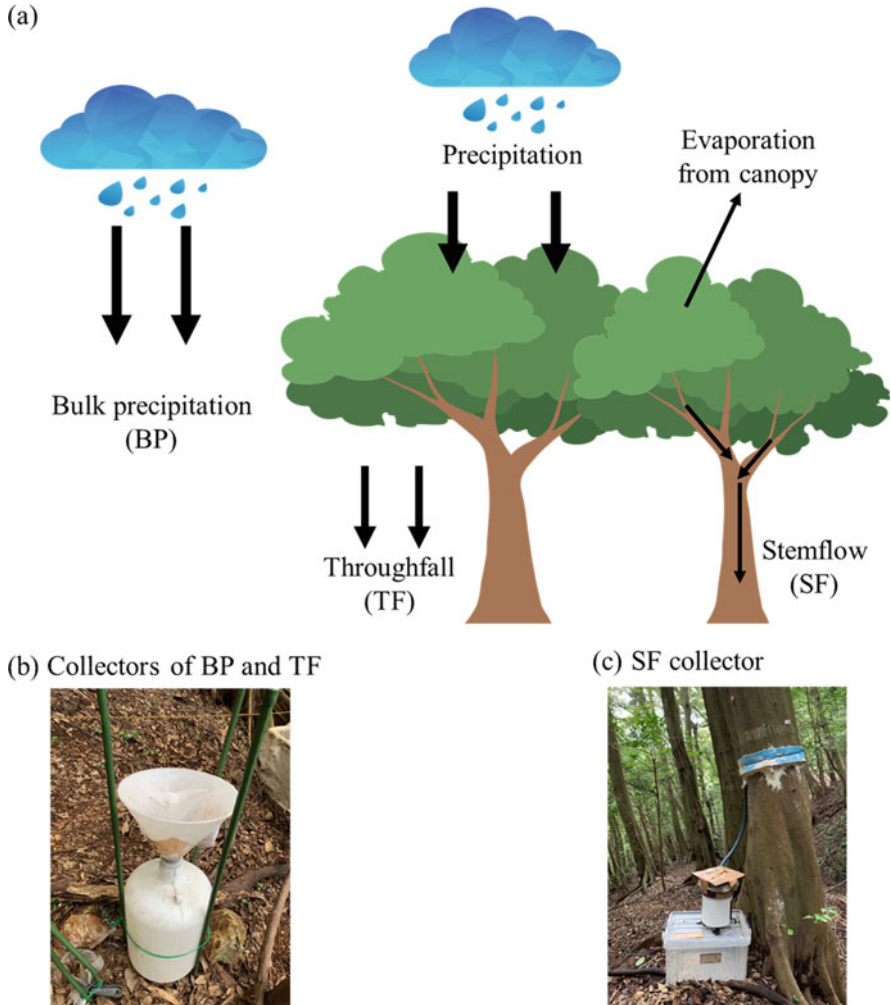 (a)
Precipitation
Evaporation
from canopy
Bulk precipitation
(BP)
Throughfall
(TF)
Stemflow
(SF)
(b) Collectors of BP and TF
(c) SF collector